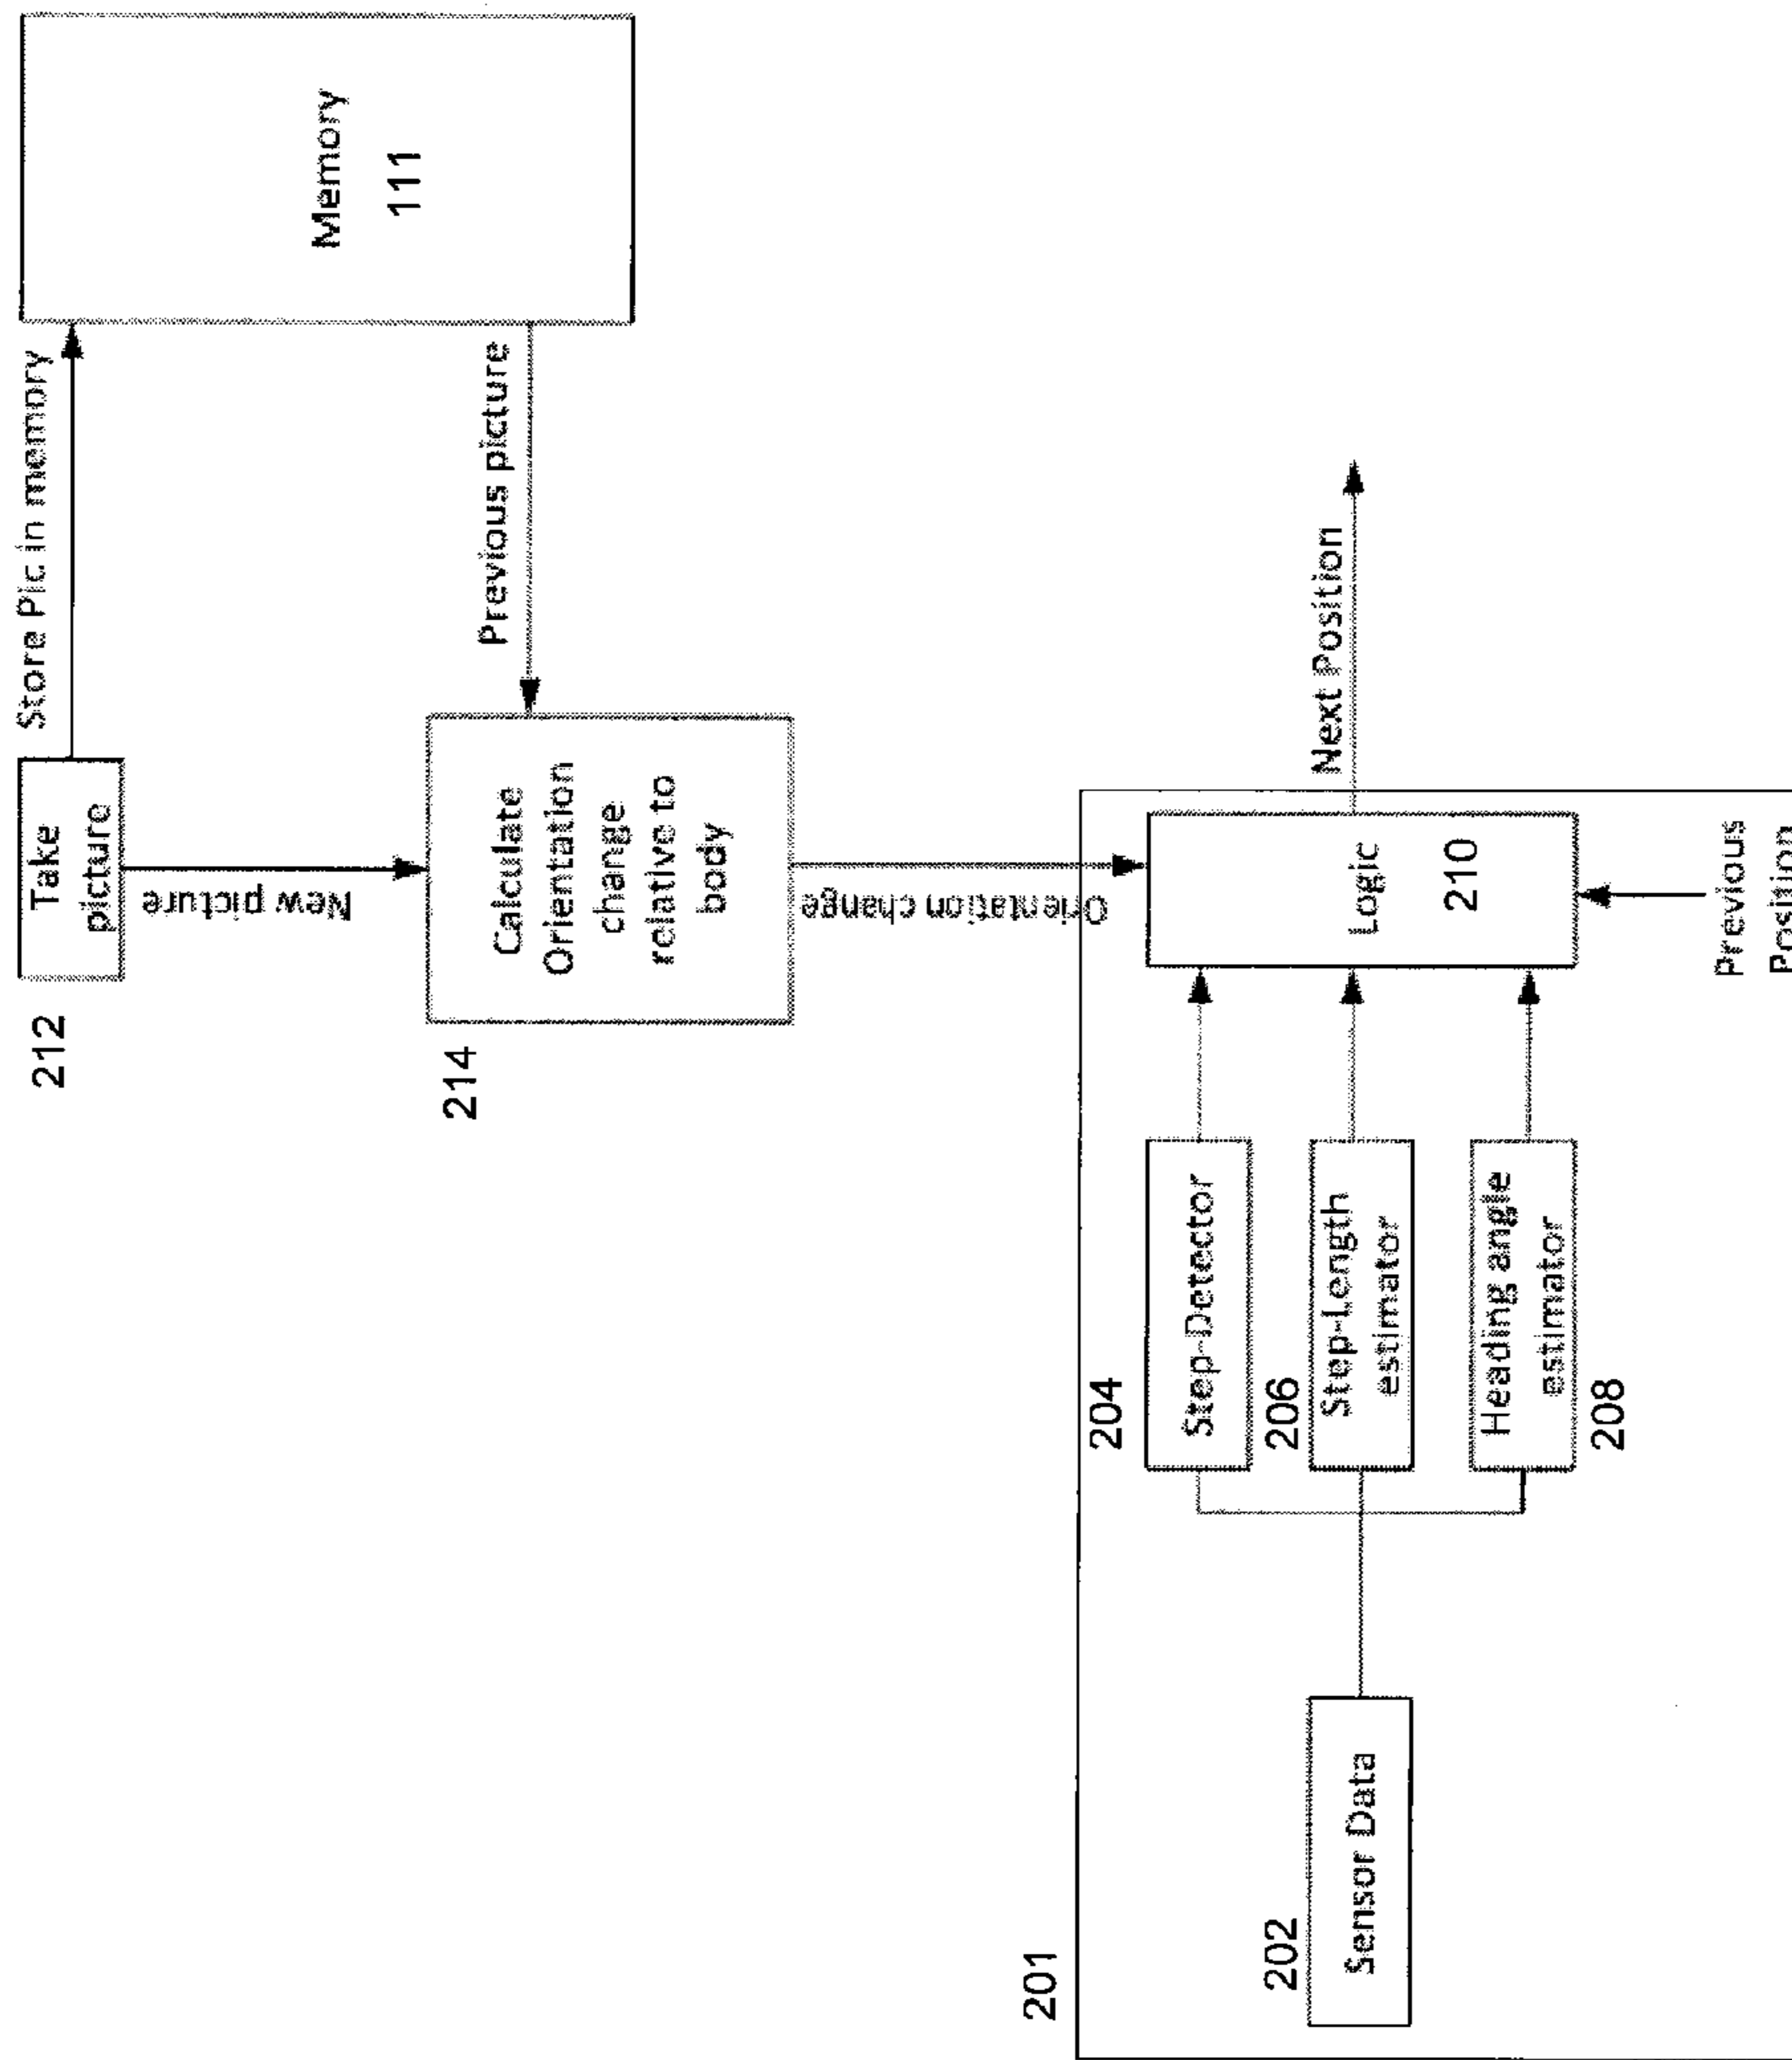 212
Take
picture
Store Pic in memory
Memory
111
New picture
Previous picture
214
Calculate
Orientation
change
relative to
body
Orientation change
201
204
Step-Detector
202
Sensor Data
206
Step-Length
estimator
Logic
210
Next Position
Heading angle
estimator
208
Previous
Position